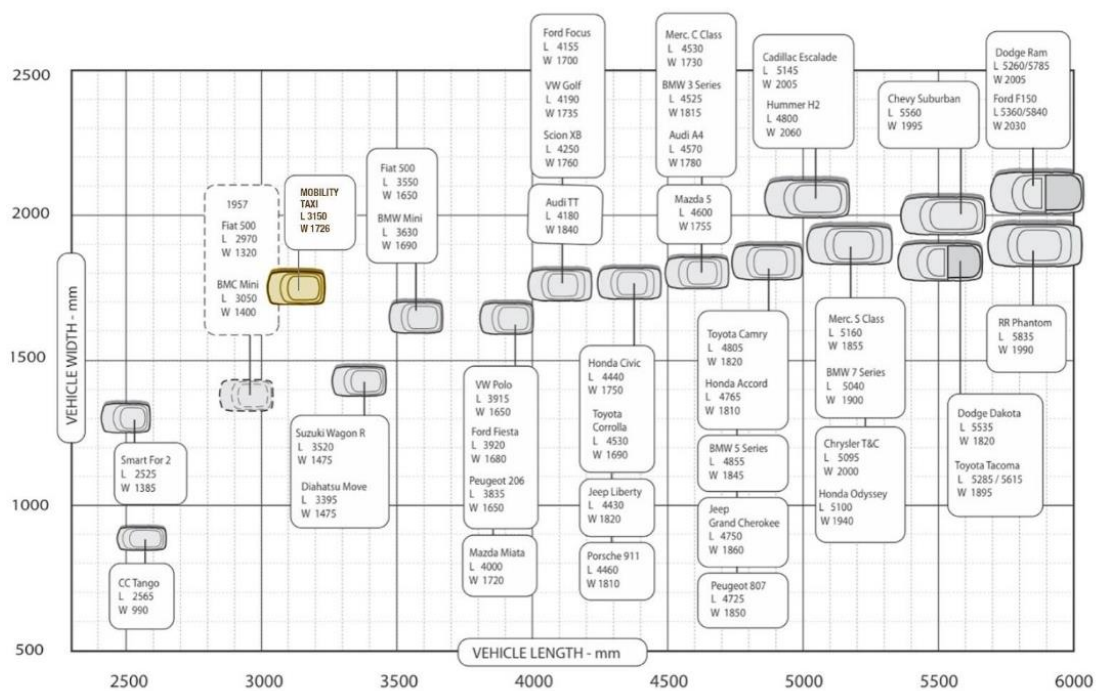 Ford Focus
L 4155
W 1700
VW Golf
L 4190
W 1735
Scion XB
L 4250
W 1760
Audi TT
L 4180
W 1840
Merc. C Class
L 4530
W 1730
BMW 3 Series
L 4525
W 1815
Audi A4
L 4570
W 1780
Mazda 5
L 4600
W 1755
Cadillac Escalade
L 5145
W 2005
Hummer H2
L 4800
W 2060
Chevy Suburban
L 5560
W 1995
Dodge Ram
L 5260/5785
W 2005
Ford F150
L 5360/5840
W 2030
1957
Fiat 500
L 2970
W 1320
BMC Mini
L 3050
W 1400
MOBILITY
TAXI
L 3150
W 1726
Fiat 500
L 3550
W 1650
BMW Mini
L 3630
W 1690
Smart For 2
L 2525
W 1385
CC Tango
L 2565
W 990
Suzuki Wagon R
L 3520
W 1475
Diahatsu Move
L 3395
W 1475
VW Polo
L 3915
W 1650
Ford Fiesta
L 3920
W 1680
Peugeot 206
L 3835
W 1650
Mazda Miata
L 4000
W 1720
Honda Civic
L 4440
W 1750
Toyota
Corrolla
L 4530
W 1690
Jeep Liberty
L 4430
W 1820
Porsche 911
L 4460
W 1810
Toyota Camry
L 4805
W 1820
Honda Accord
L 4765
W 1810
BMW 5 Series
L 4855
W 1845
Jeep
Grand Cherokee
L 4750
W 1860
Peugeot 807
L 4725
W 1850
Merc. S Class
L 5160
W 1855
BMW 7 Series
L 5040
W 1900
Chrysler T&C
L 5095
W 2000
Honda Odyssey
L 5100
W 1940
RR Phantom
L 5835
W 1990
Dodge Dakota
L 5535
W 1820
Toyota Tacoma
L 5285 / 5615
W 1895
2500
2000
1500
1000
500
VEHICLE WIDTH - mm
VEHICLE LENGTH - mm
2500 3000 3500 4000 4500 5000 5500 6000